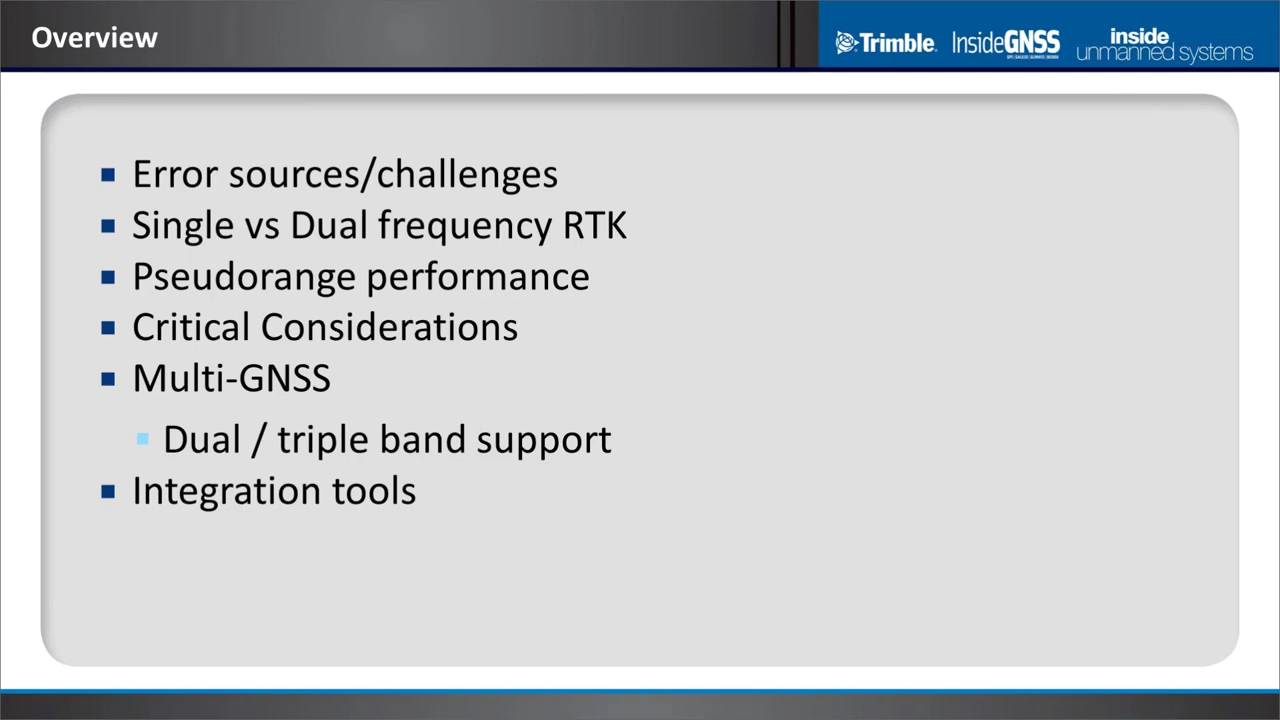 Overview
Trimble
InsideGNSS
inside
unmanned systems
Error sources/challenges
Single vs Dual frequency RTK
Pseudorange performance
Critical Considerations
Multi-GNSS
Dual / triple band support
Integration tools